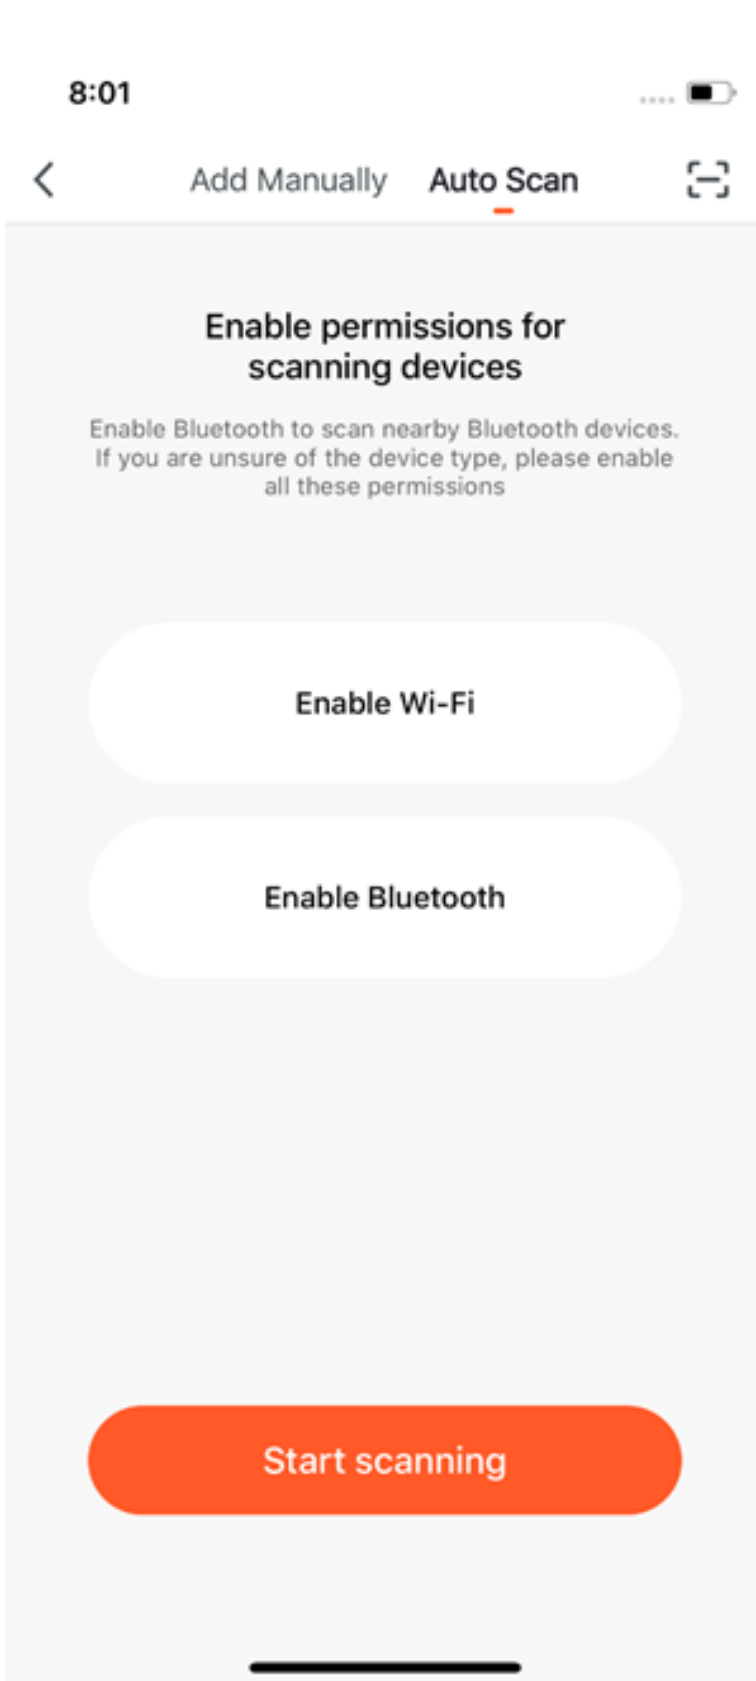 8:01
Add Manually Auto Scan
Enable permissions for
scanning devices
Enable Bluetooth to scan nearby Bluetooth devices.
If you are unsure of the device type, please enable
all these permissions
Enable Wi-Fi
Enable Bluetooth
Start scanning